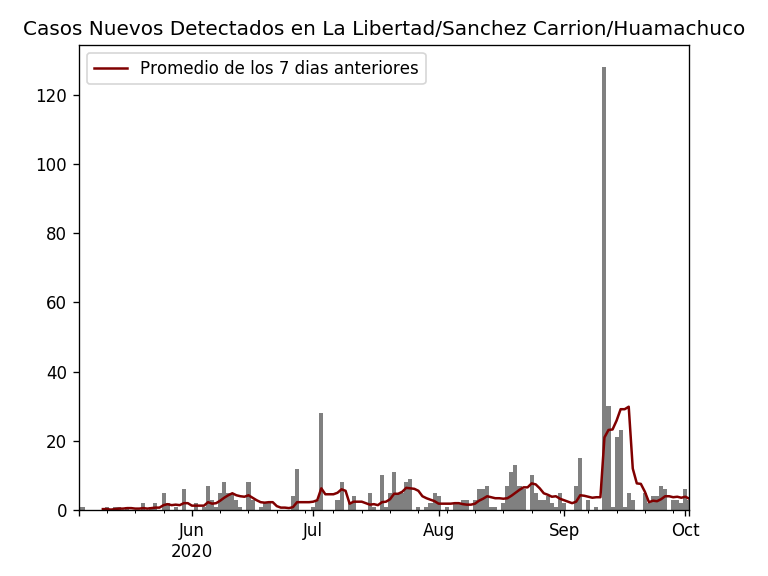 Casos Nuevos Detectados en La Libertad/Sanchez Carrion/Huamachuco
Promedio de los 7 dias anteriores
120
100
80
60
40
20
0
Jun Jul Aug Sep Oct
2020